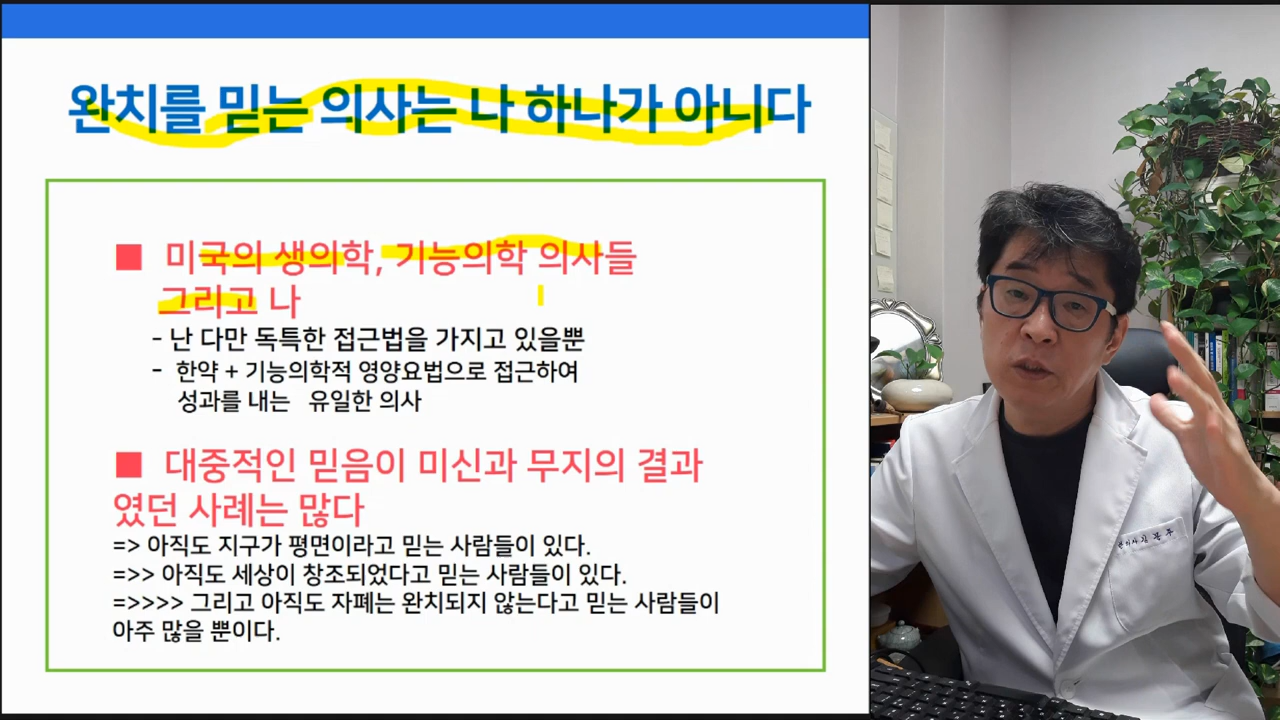 완치를 믿는 의사는 나 하나가 아니다
■ 미국의 생의학, 기능의학 의사들
그리고 나
- 난 다만 독특한 접근법을 가지고 있을뿐
- 한약 + 기능의학적 영양요법으로 접근하여
성과를 내는 유일한 의사
■ 대중적인 믿음이 미신과 무지의 결과
였던 사례는 많다
=> 아직도 지구가 평면이라고 믿는 사람들이 있다.
=>> 아직도 세상이 창조되었다고 믿는 사람들이 있다.
=>>>> 그리고 아직도 자폐는 완치되지 않는다고 믿는 사람들이
아주 많을 뿐이다.